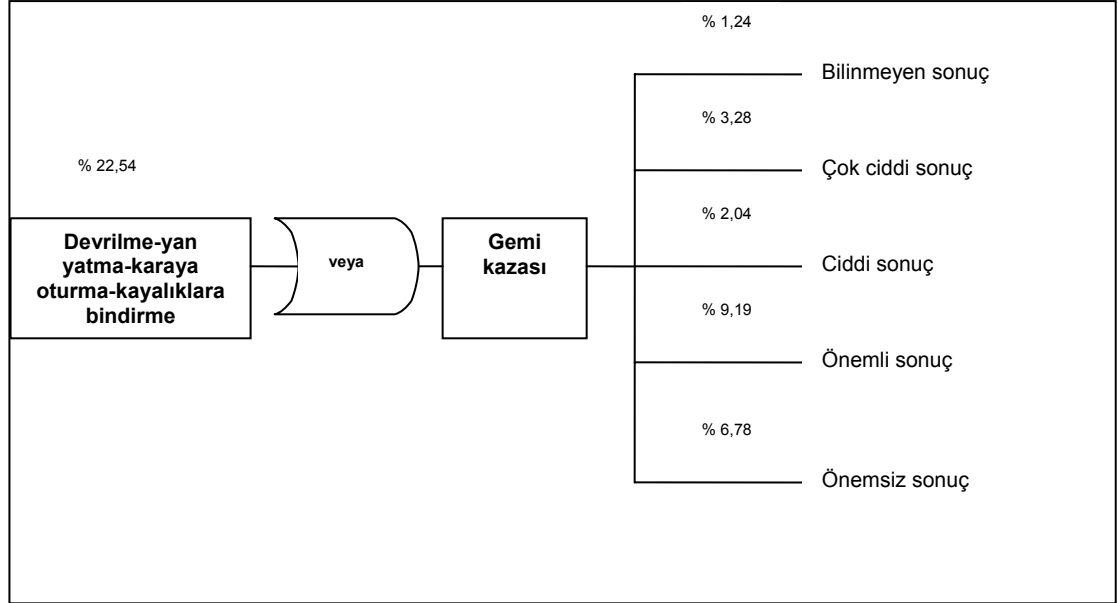 % 1,24
Bilinmeyen sonuç
% 3,28
% 22,54
Çok ciddi sonuç
% 2,04
Devrilme-yan
yatma-karaya
oturma-kayalıklara
bindirme
veya
Gemi
kazası
Ciddi sonuç
% 9,19
Önemli sonuç
% 6,78
Önemsiz sonuç